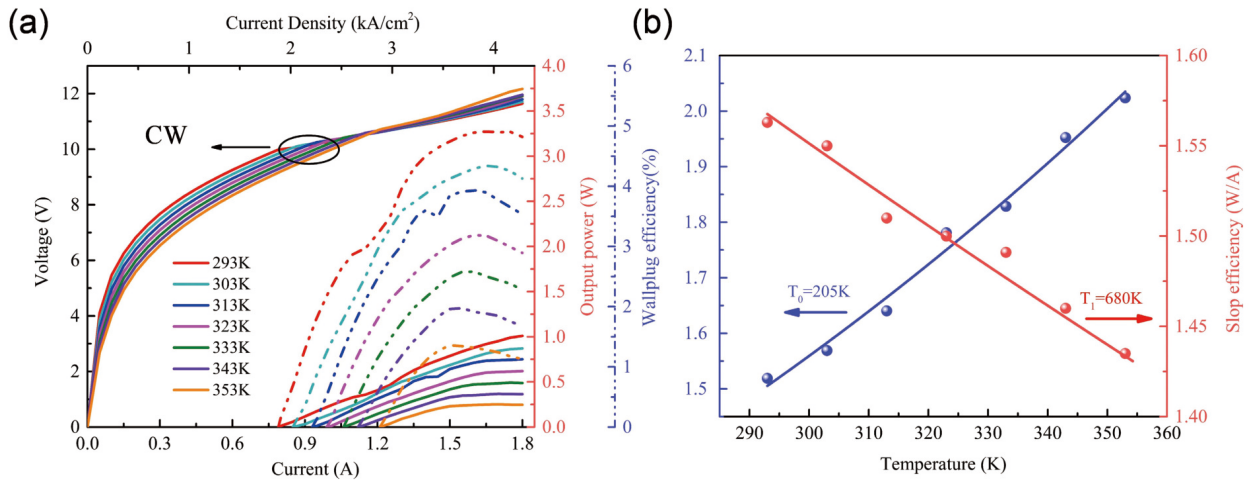 (a)
Current Density (kA/cm²)
0 1 2 3 4
Voltage (V)
12
10
8
6
4
2
0
CW
293K
303K
313K
323K
333K
343K
353K
0.0 0.3 0.6 0.9 1.2 1.5 1.8
Current (A)
4.0
3.5
3.0
2.5
2.0
1.5
1.0
0.5
0.0
Output power (W)
6
5
4
3
2
1
0
Wallplug efficiency(%)
(b)
2.1
2.0
1.9
1.8
1.7
1.6
1.5
T₀=205K
T₁=680K
290 300 310 320 330 340 350 360
Temperature (K)
1.60
1.55
1.50
1.45
1.40
Slop efficiency (W/A)